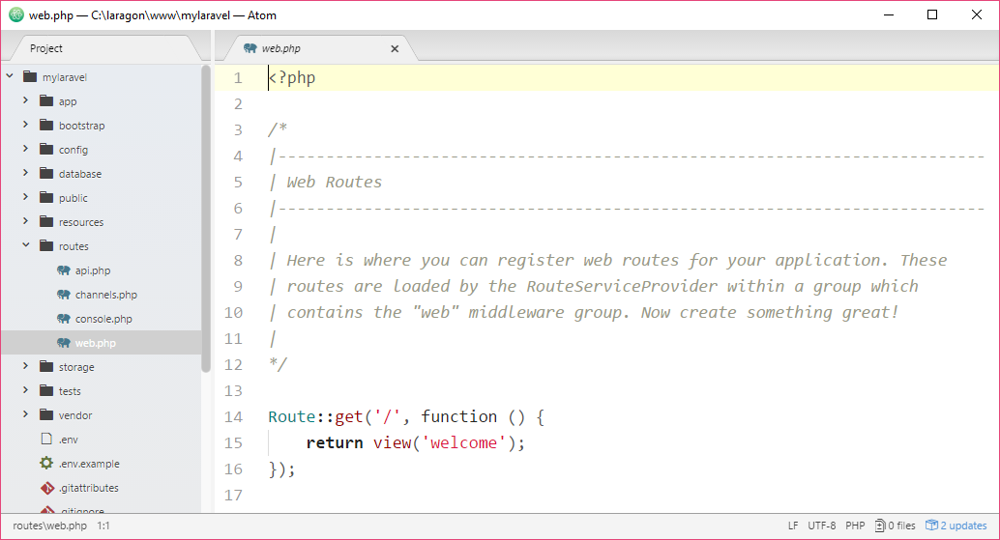 web.php — C:\laragon\www\mylaravel — Atom
Project
mylaravel
app
bootstrap
config
database
public
resources
routes
api.php
channels.php
console.php
web.php
storage
tests
vendor
.env
.env.example
.gitattributes
.gitignore
web.php
1 <?php
2
3 /*
4 |--------------------------------------------------------------------------
5 | Web Routes
6 |--------------------------------------------------------------------------
7 |
8 | Here is where you can register web routes for your application. These
9 | routes are loaded by the RouteServiceProvider within a group which
10 | contains the "web" middleware group. Now create something great!
11 |
12 */
13
14 Route::get('/', function () {
15     return view('welcome');
16 });
17
routes\web.php 1:1 LF UTF-8 PHP 0 files 2 updates